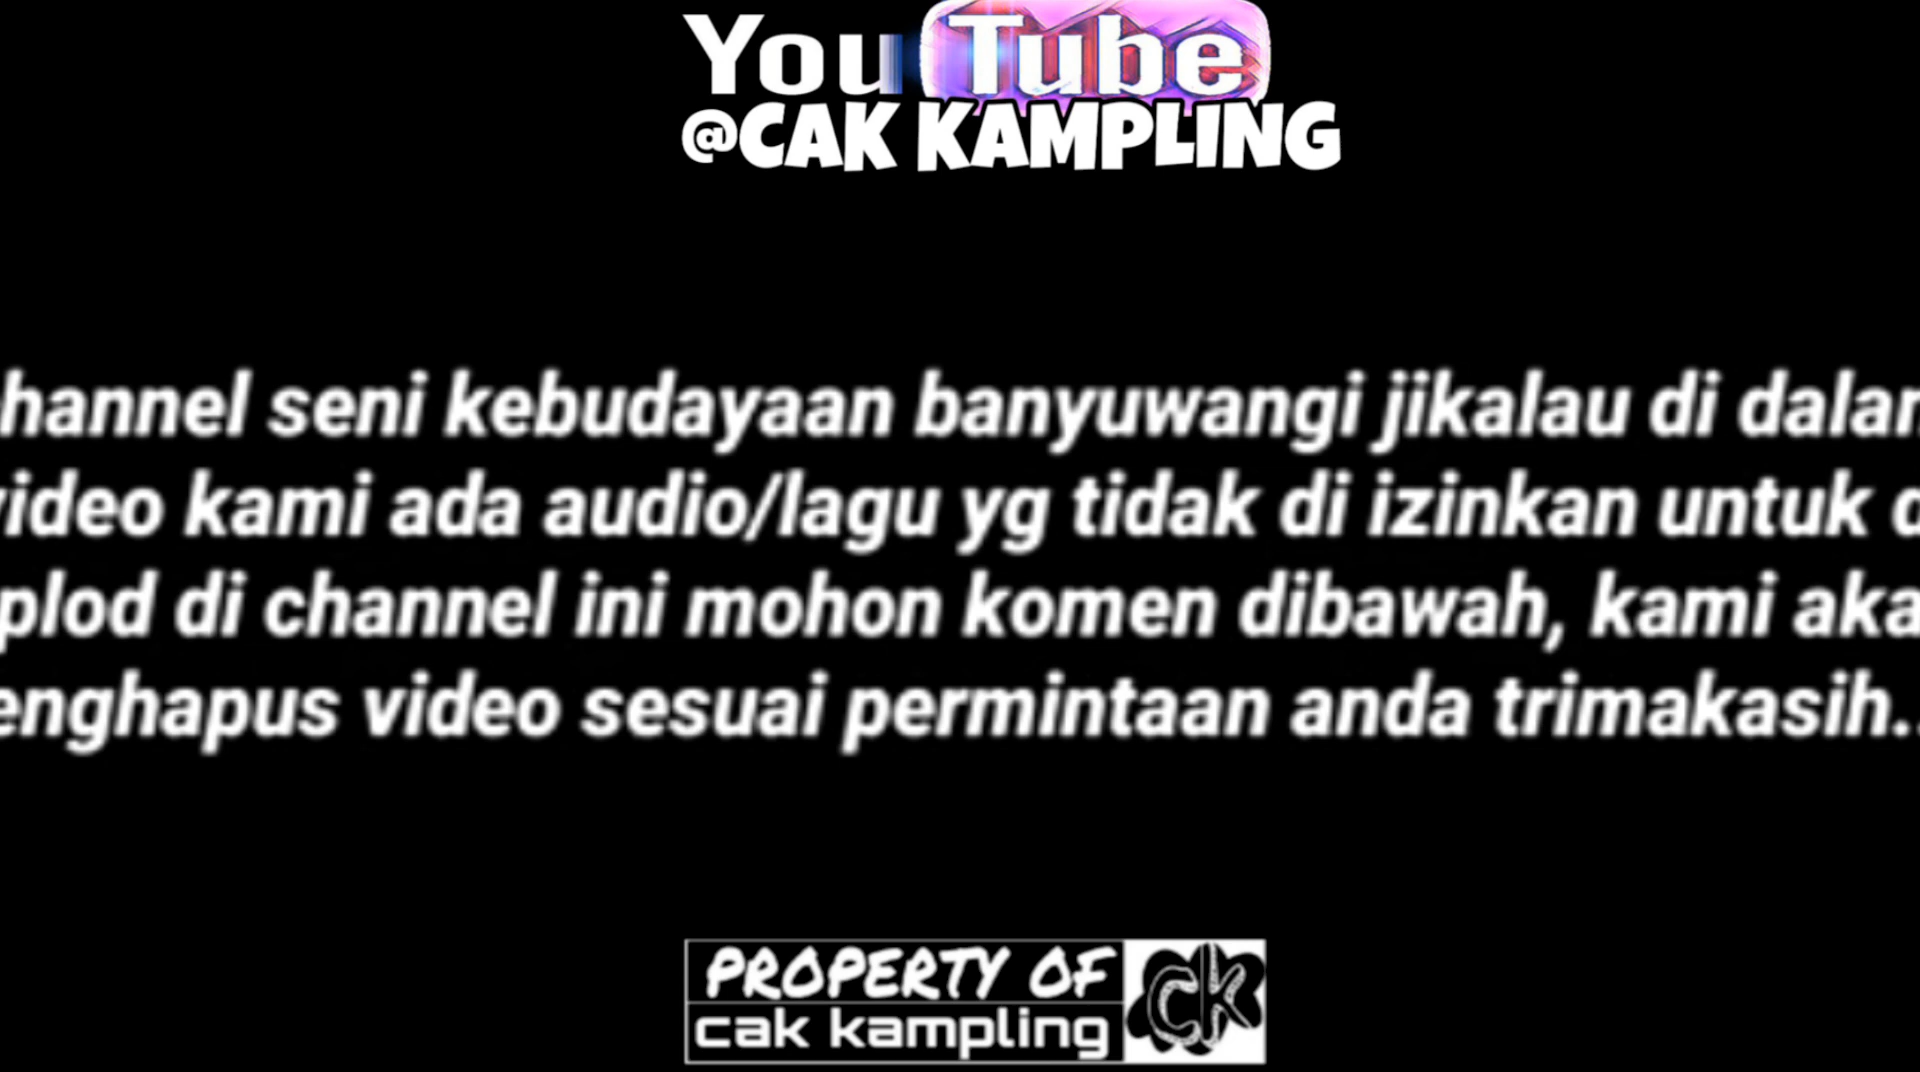 YouTube
@CAK KAMPLING
hannel seni kebudayaan banyuwangi jikalau di dalam
video kami ada audio/lagu yg tidak di izinkan untuk d
plod di channel ini mohon komen dibawah, kami aka
enghapus video sesuai permintaan anda trimakasih..
PROPERTY OF
cak kampling
CK